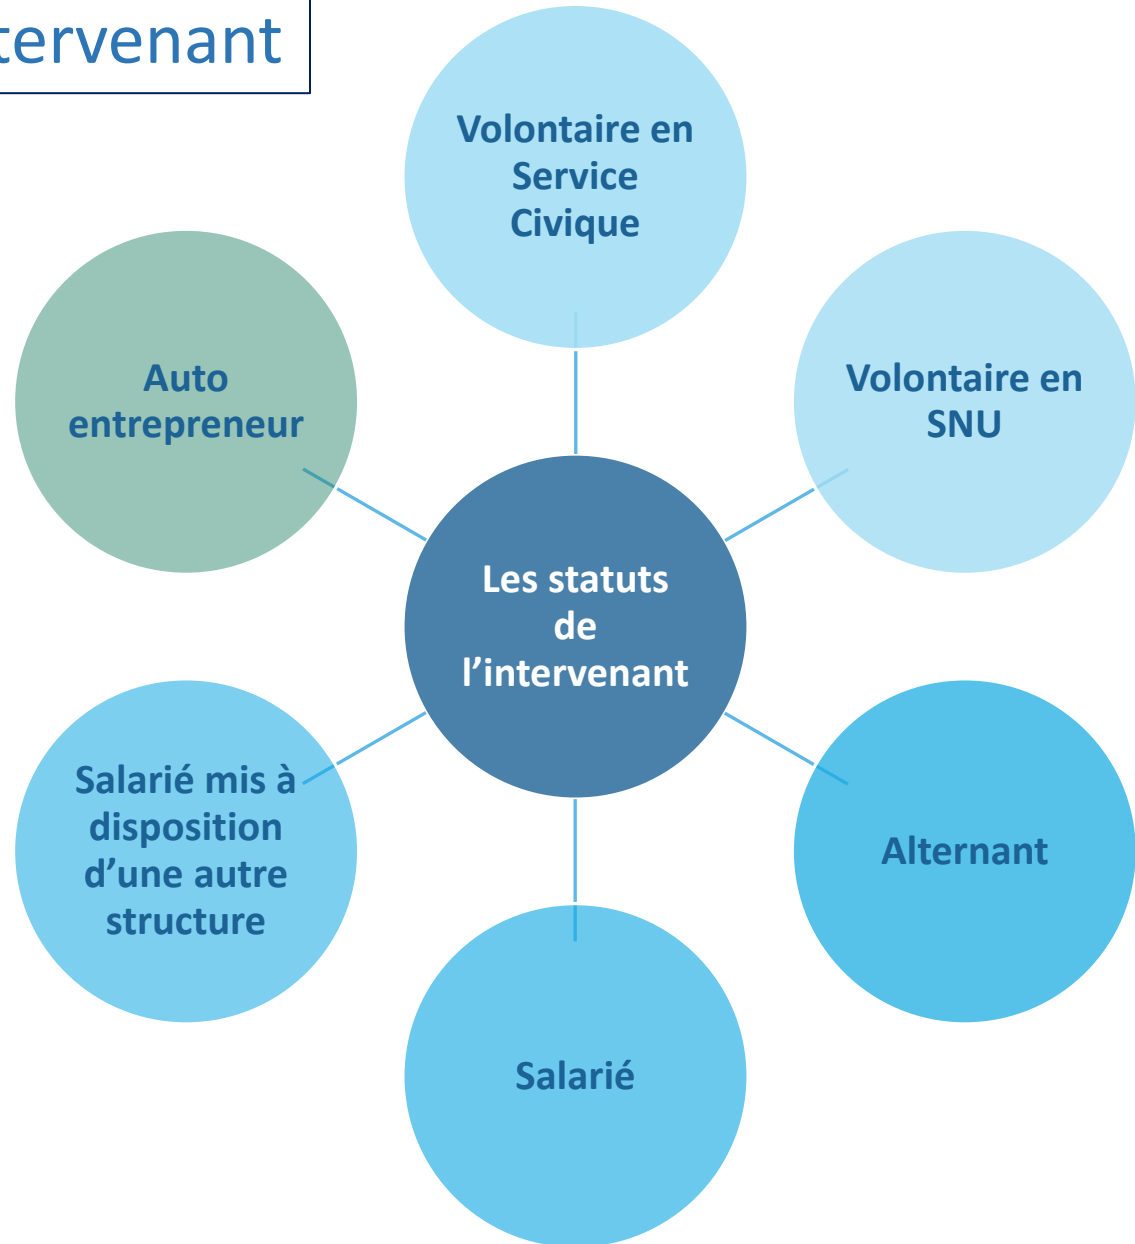 tervenant
Volontaire en
Service
Civique
Auto
entrepreneur
Volontaire en
SNU
Les statuts
de
l’intervenant
Salarié mis à
disposition
d’une autre
structure
Alternant
Salarié